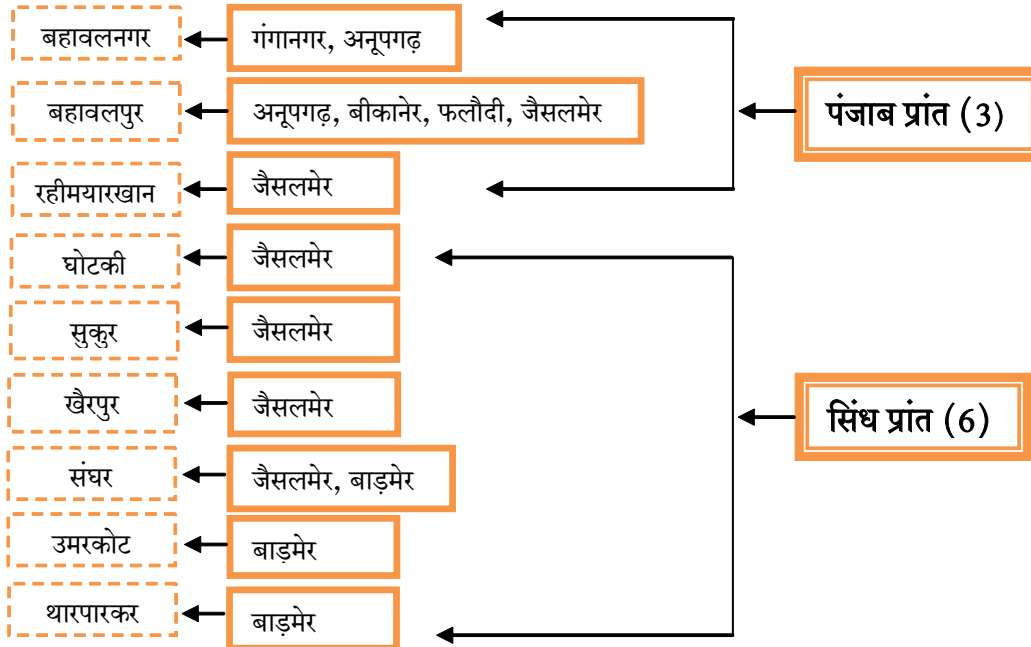 बहावलनगर
गंगानगर, अनूपगढ़
बहावलपुर
अनूपगढ़, बीकानेर, फलौदी, जैसलमेर
पंजाब प्रांत (3)
रहीमयारखान
जैसलमेर
घोटकी
जैसलमेर
सुकुर
जैसलमेर
खैरपुर
जैसलमेर
सिंध प्रांत (6)
संघर
जैसलमेर, बाड़मेर
उमरकोट
बाड़मेर
थारपारकर
बाड़मेर